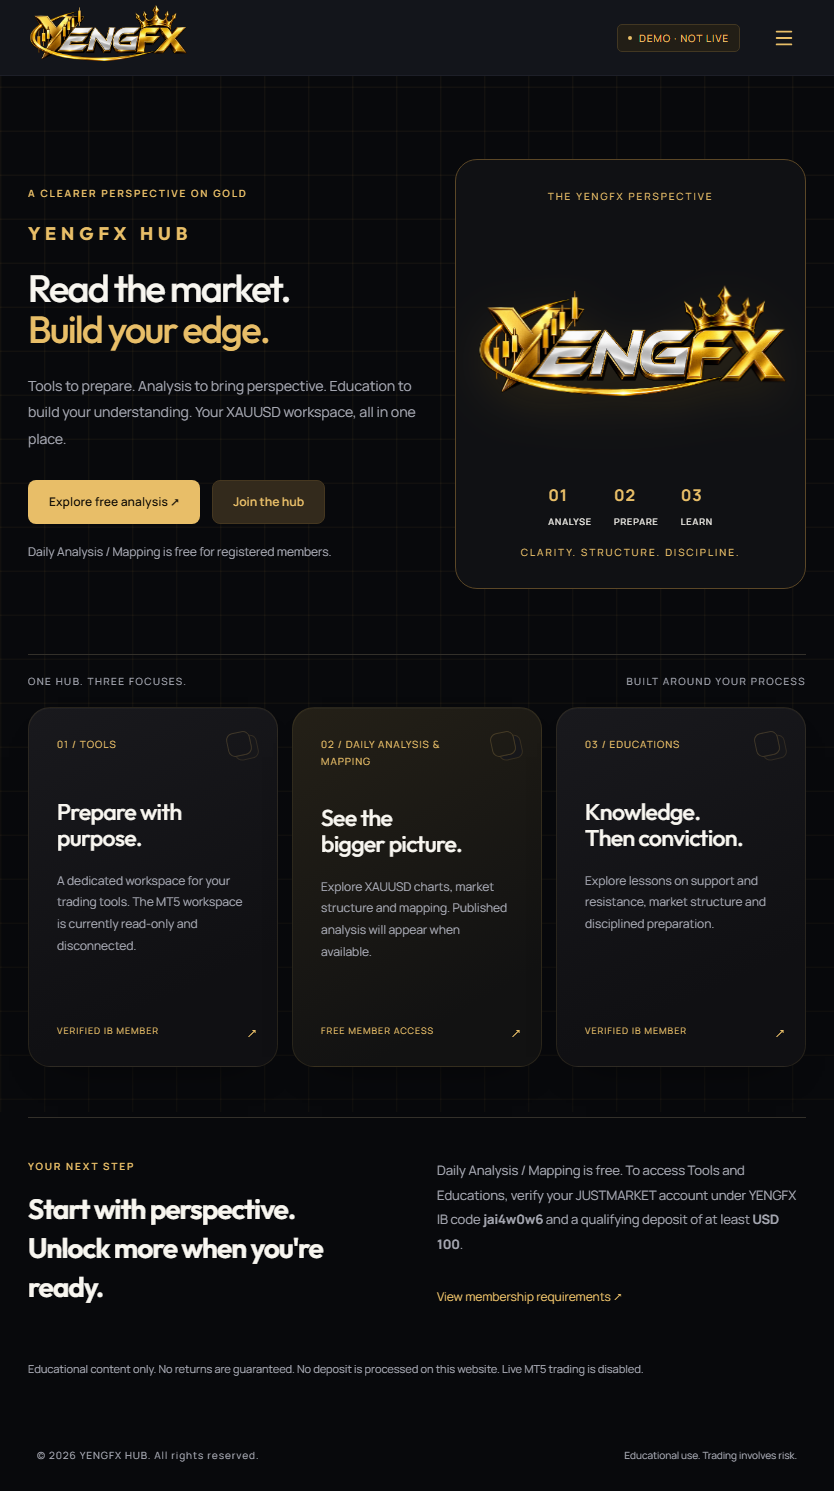 YENGFX
DEMO · NOT LIVE
A CLEARER PERSPECTIVE ON GOLD
YENGFX HUB
Read the market.
Build your edge.
Tools to prepare. Analysis to bring perspective. Education to
build your understanding. Your XAUUSD workspace, all in one
place.
Explore free analysis ↗
Join the hub
Daily Analysis / Mapping is free for registered members.
THE YENGFX PERSPECTIVE
YENGFX
01 02 03
ANALYSE PREPARE LEARN
CLARITY. STRUCTURE. DISCIPLINE.
ONE HUB. THREE FOCUSES.
BUILT AROUND YOUR PROCESS
01 / TOOLS
Prepare with
purpose.
A dedicated workspace for your
trading tools. The MT5 workspace
is currently read-only and
disconnected.
VERIFIED IB MEMBER ↗
02 / DAILY ANALYSIS &
MAPPING
See the
bigger picture.
Explore XAUUSD charts, market
structure and mapping. Published
analysis will appear when
available.
FREE MEMBER ACCESS ↗
03 / EDUCATIONS
Knowledge.
Then conviction.
Explore lessons on support and
resistance, market structure and
disciplined preparation.
VERIFIED IB MEMBER ↗
YOUR NEXT STEP
Start with perspective.
Unlock more when you're
ready.
Daily Analysis / Mapping is free. To access Tools and
Educations, verify your JUSTMARKET account under YENGFX
IB code jai4w0w6 and a qualifying deposit of at least USD
100.
View membership requirements ↗
Educational content only. No returns are guaranteed. No deposit is processed on this website. Live MT5 trading is disabled.
© 2026 YENGFX HUB. All rights reserved.
Educational use. Trading involves risk.